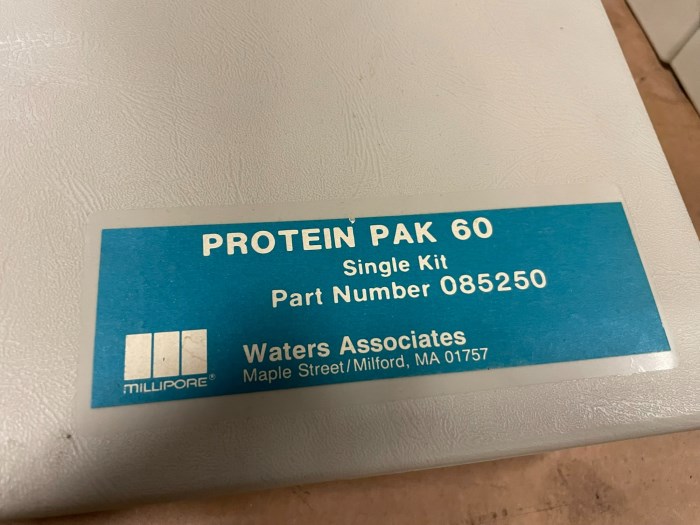 PROTEIN PAK 60
Single Kit
Part Number 085250
MILLIPORE®
Waters Associates
Maple Street/Milford, MA 01757